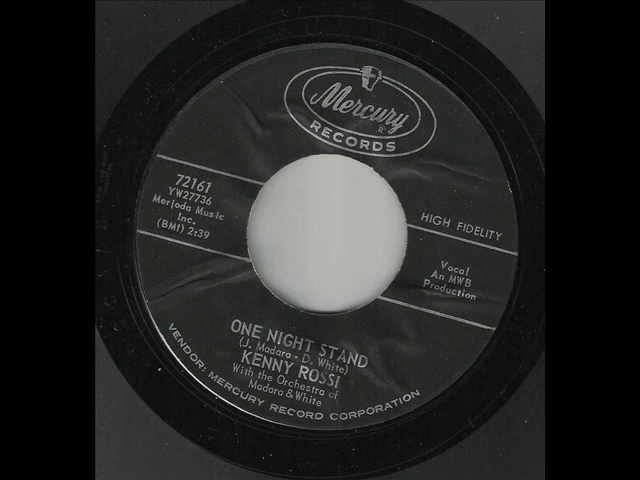 Mercury
R
RECORDS
72161
YW27736
Merjoda Music
Inc.
(BMI) 2:39
HIGH FIDELITY
Vocal
An MWB
Production
ONE NIGHT STAND
(J. Madara - D. White)
KENNY ROSSI
With the Orchestra of
Madara & White
VENDOR: MERCURY RECORD CORPORATION